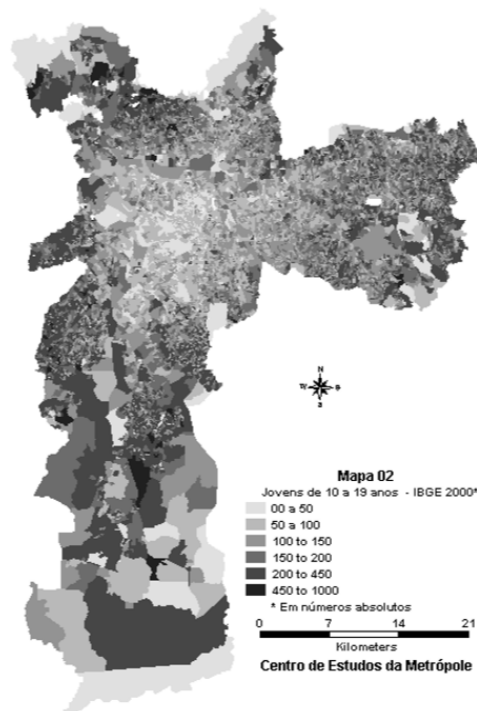 N
W
S
Mapa 02
Jovens de 10 a 19 anos - IBGE 2000*
00 a 50
50 a 100
100 to 150
150 to 200
200 to 450
450 to 1000
* Em números absolutos
0 7 14 21
Kilometers
Centro de Estudos da Metrópole